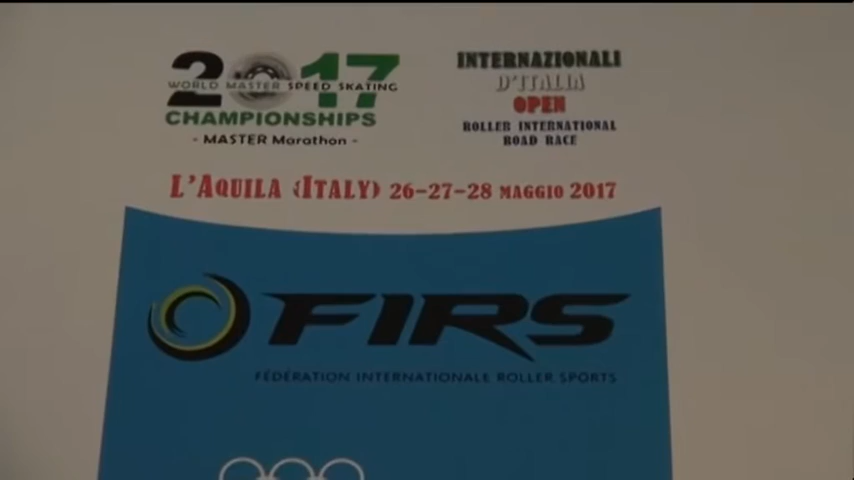 2017
WORLD MASTER SPEED SKATING
CHAMPIONSHIPS
- MASTER Marathon -
INTERNAZIONALI
D'ITALIA
OPEN
ROLLER INTERNATIONAL
ROAD RACE
L'AQUILA (ITALY) 26-27-28 MAGGIO 2017
FIRS
FÉDÉRATION INTERNATIONALE ROLLER SPORTS